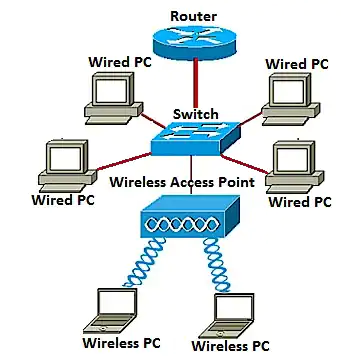 Router
Wired PC
Wired PC
Switch
Wireless Access Point
Wired PC
Wired PC
Wireless PC
Wireless PC